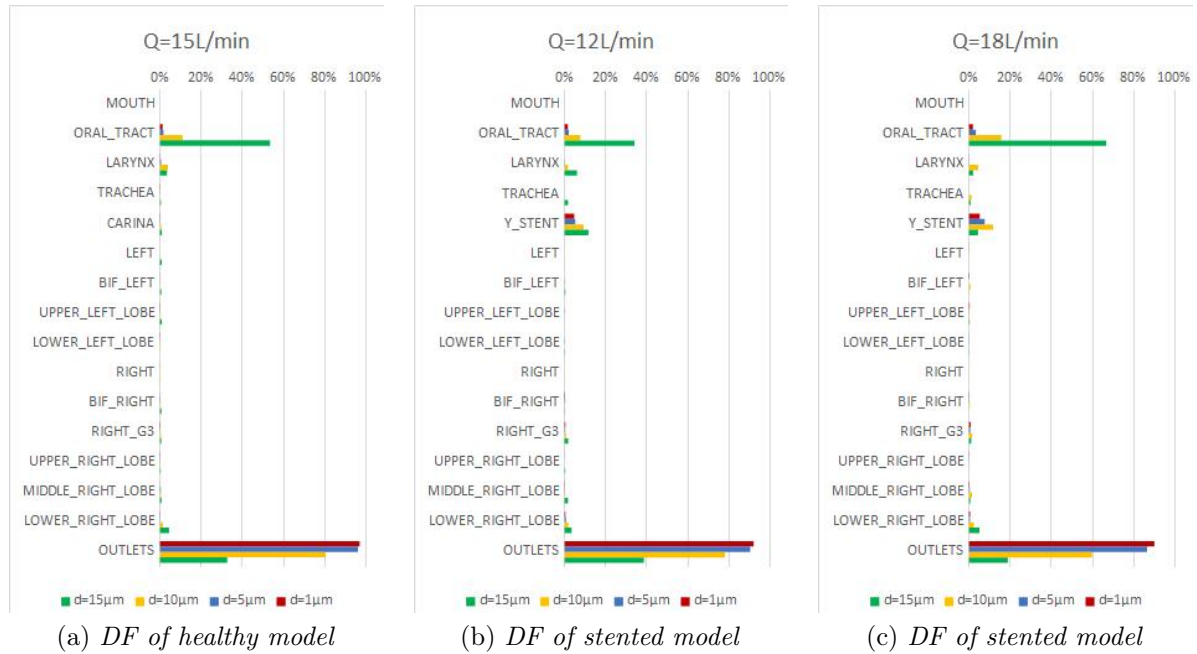 Q=15L/min
0% 20% 40% 60% 80% 100%
MOUTH
ORAL_TRACT
LARYNX
TRACHEA
CARINA
LEFT
BIF_LEFT
UPPER_LEFT_LOBE
LOWER_LEFT_LOBE
RIGHT
BIF_RIGHT
RIGHT_G3
UPPER_RIGHT_LOBE
MIDDLE_RIGHT_LOBE
LOWER_RIGHT_LOBE
OUTLETS
d=15µm d=10µm d=5µm d=1µm
(a) DF of healthy model
Q=12L/min
0% 20% 40% 60% 80% 100%
MOUTH
ORAL_TRACT
LARYNX
TRACHEA
Y_STENT
LEFT
BIF_LEFT
UPPER_LEFT_LOBE
LOWER_LEFT_LOBE
RIGHT
BIF_RIGHT
RIGHT_G3
UPPER_RIGHT_LOBE
MIDDLE_RIGHT_LOBE
LOWER_RIGHT_LOBE
OUTLETS
d=15µm d=10µm d=5µm d=1µm
(b) DF of stented model
Q=18L/min
0% 20% 40% 60% 80% 100%
MOUTH
ORAL_TRACT
LARYNX
TRACHEA
Y_STENT
LEFT
BIF_LEFT
UPPER_LEFT_LOBE
LOWER_LEFT_LOBE
RIGHT
BIF_RIGHT
RIGHT_G3
UPPER_RIGHT_LOBE
MIDDLE_RIGHT_LOBE
LOWER_RIGHT_LOBE
OUTLETS
d=15µm d=10µm d=5µm d=1µm
(c) DF of stented model